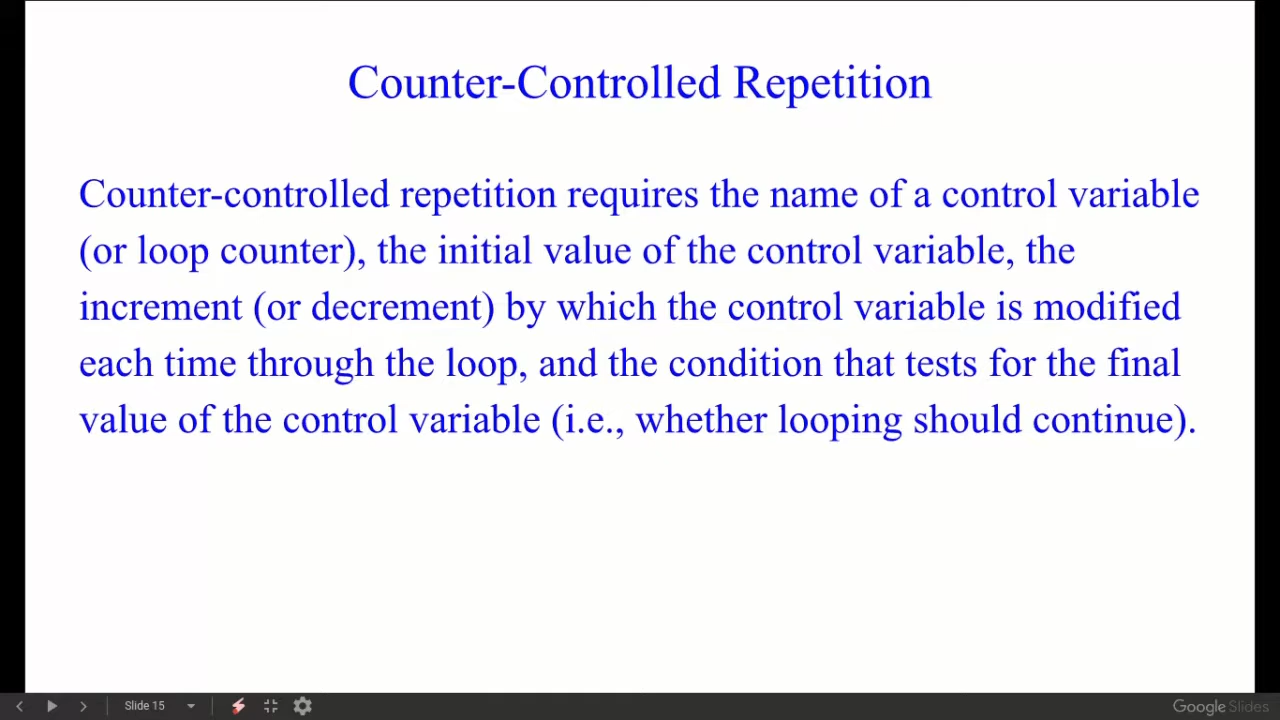 Counter-Controlled Repetition
Counter-controlled repetition requires the name of a control variable
(or loop counter), the initial value of the control variable, the
increment (or decrement) by which the control variable is modified
each time through the loop, and the condition that tests for the final
value of the control variable (i.e., whether looping should continue).
Slide 15
Google Slides